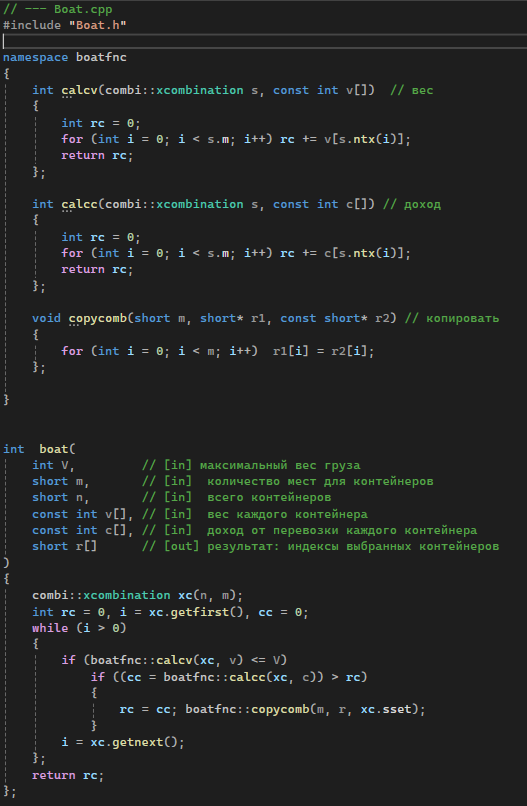 // --- Boat.cpp
#include "Boat.h"
namespace boatfnc
{
    int calcv(combi::xcombination s, const int v[])  // вес
    {
        int rc = 0;
        for (int i = 0; i < s.m; i++) rc += v[s.ntx(i)];
        return rc;
    };
    int calcc(combi::xcombination s, const int c[]) // доход
    {
        int rc = 0;
        for (int i = 0; i < s.m; i++) rc += c[s.ntx(i)];
        return rc;
    };
    void copycomb(short m, short* r1, const short* r2) // копировать
    {
        for (int i = 0; i < m; i++)  r1[i] = r2[i];
    };
}
int  boat(
    int V,         // [in] максимальный вес груза
    short m,       // [in]  количество мест для контейнеров
    short n,       // [in]  всего контейнеров
    const int v[], // [in]  вес каждого контейнера
    const int c[], // [in]  доход от перевозки каждого контейнера
    short r[]      // [out] результат: индексы выбранных контейнеров
)
{
    combi::xcombination xc(n, m);
    int rc = 0, i = xc.getfirst(), cc = 0;
    while (i > 0)
    {
        if (boatfnc::calcv(xc, v) <= V)
            if ((cc = boatfnc::calcc(xc, c)) > rc)
            {
                rc = cc; boatfnc::copycomb(m, r, xc.sset);
            }
        i = xc.getnext();
    };
    return rc;
};